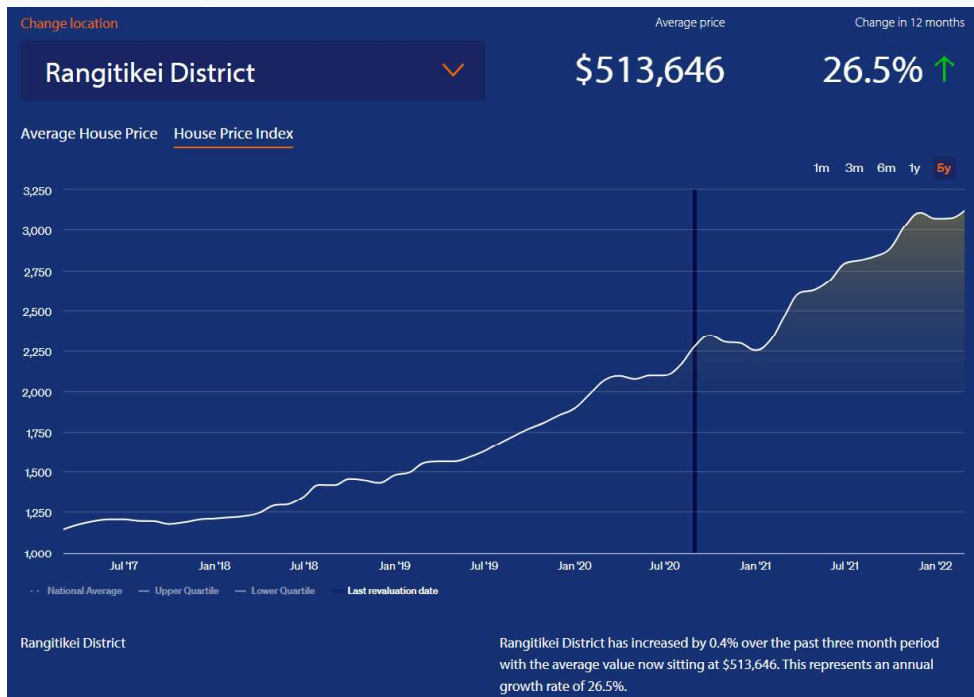 Change location
Average price
Change in 12 months
Rangitikei District
$513,646
26.5%
Average House Price House Price Index
1m 3m 6m 1y 5y
3,250
3,000
2,750
2,500
2,250
2,000
1,750
1,500
1,250
1,000
Jul '17 Jan '18 Jul '18 Jan '19 Jul '19 Jan '20 Jul '20 Jan '21 Jul '21 Jan '22
National Average Upper Quartile Lower Quartile Last revaluation date
Rangitikei District
Rangitikei District has increased by 0.4% over the past three month period
with the average value now sitting at $513,646. This represents an annual
growth rate of 26.5%.